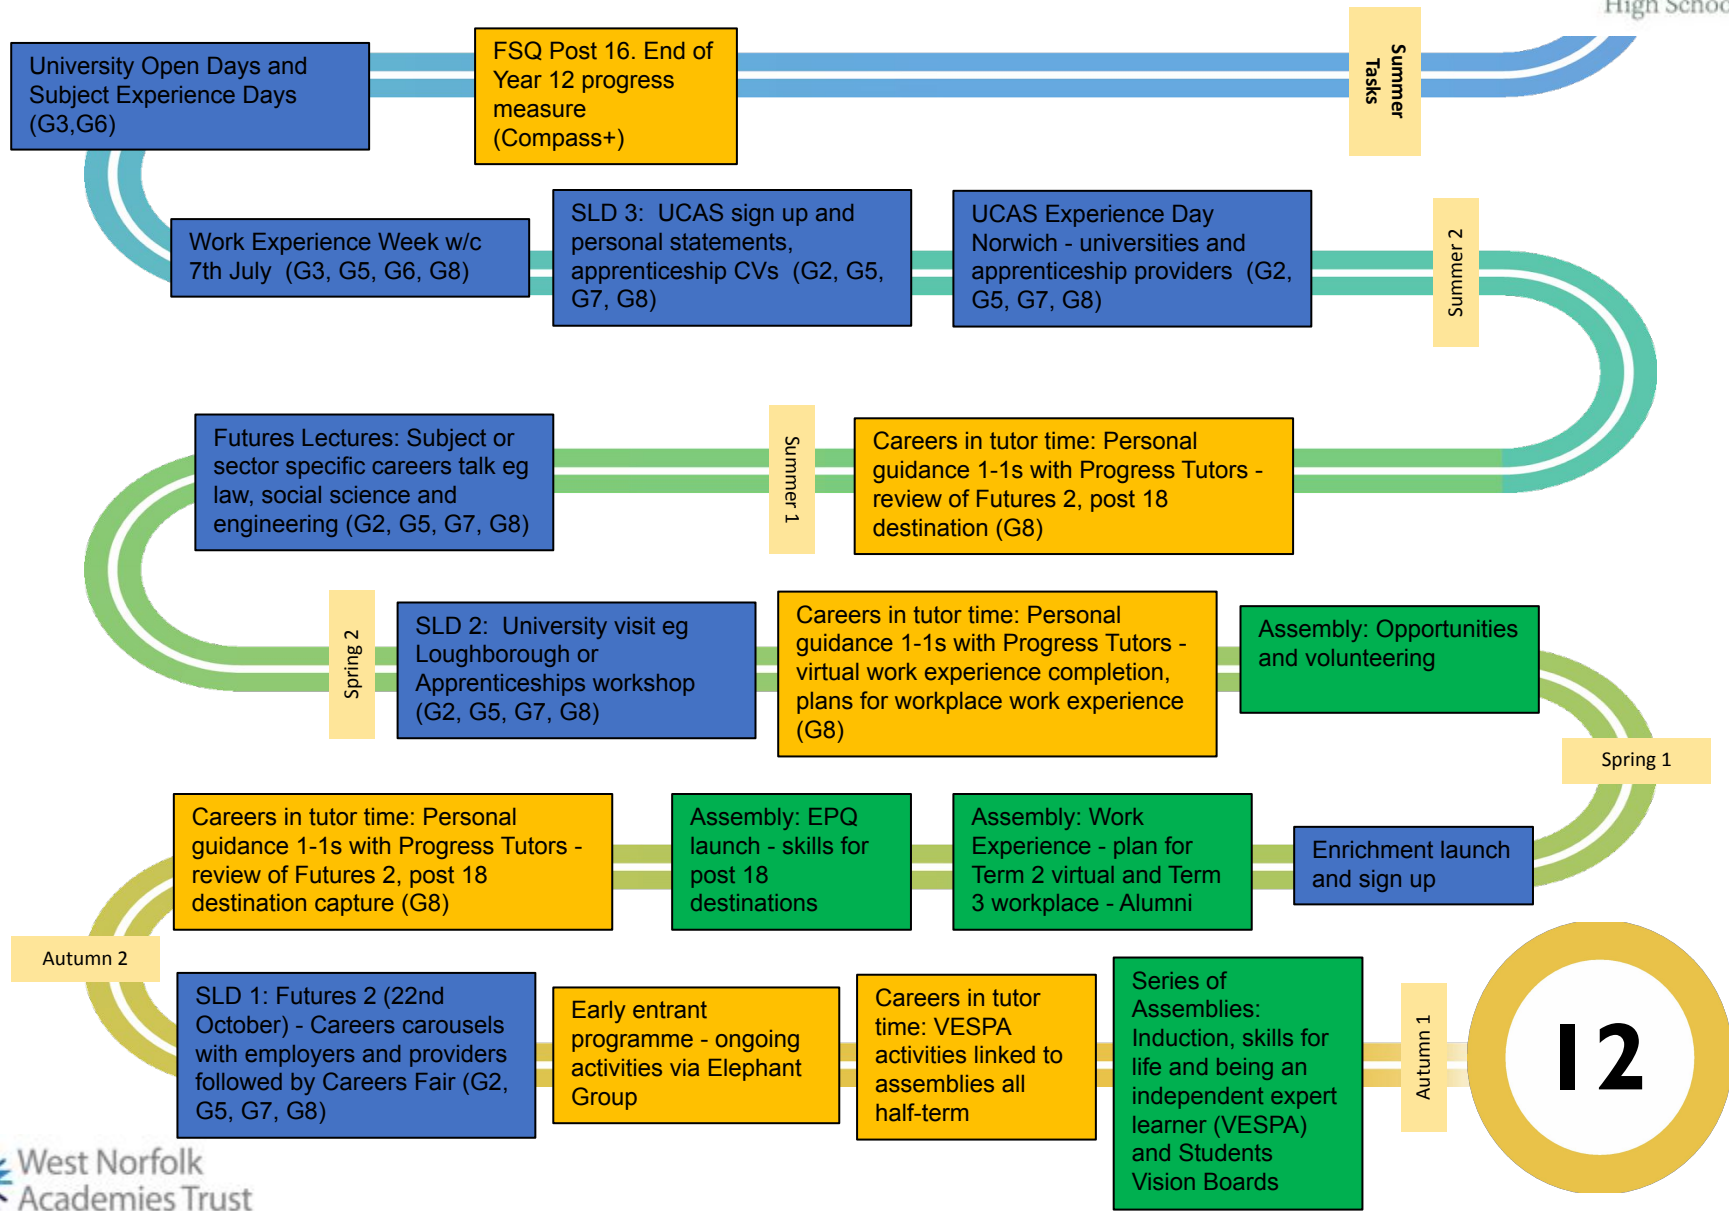 High School
University Open Days and
Subject Experience Days
(G3,G6)
FSQ Post 16. End of
Year 12 progress
measure
(Compass+)
Summer
Tasks
Work Experience Week w/c
7th July (G3, G5, G6, G8)
SLD 3: UCAS sign up and
personal statements,
apprenticeship CVs (G2, G5,
G7, G8)
UCAS Experience Day
Norwich - universities and
apprenticeship providers (G2,
G5, G7, G8)
Summer 2
Futures Lectures: Subject or
sector specific careers talk eg
law, social science and
engineering (G2, G5, G7, G8)
Summer 1
Careers in tutor time: Personal
guidance 1-1s with Progress Tutors -
review of Futures 2, post 18
destination (G8)
Spring 2
SLD 2: University visit eg
Loughborough or
Apprenticeships workshop
(G2, G5, G7, G8)
Careers in tutor time: Personal
guidance 1-1s with Progress Tutors -
virtual work experience completion,
plans for workplace work experience
(G8)
Assembly: Opportunities
and volunteering
Spring 1
Careers in tutor time: Personal
guidance 1-1s with Progress Tutors -
review of Futures 2, post 18
destination capture (G8)
Assembly: EPQ
launch - skills for
post 18
destinations
Assembly: Work
Experience - plan for
Term 2 virtual and Term
3 workplace - Alumni
Enrichment launch
and sign up
Autumn 2
SLD 1: Futures 2 (22nd
October) - Careers carousels
with employers and providers
followed by Careers Fair (G2,
G5, G7, G8)
Early entrant
programme - ongoing
activities via Elephant
Group
Careers in tutor
time: VESPA
activities linked to
assemblies all
half-term
Series of
Assemblies:
Induction, skills for
life and being an
independent expert
learner (VESPA)
and Students
Vision Boards
Autumn 1
12
West Norfolk
Academies Trust